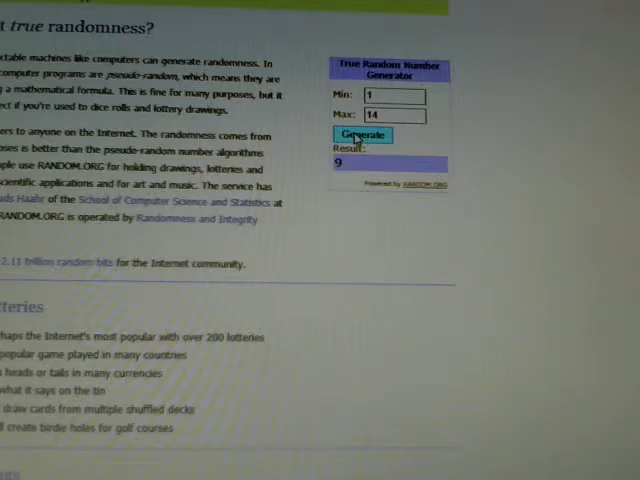 t true randomness?
ctable machines like computers can generate randomness. In
computer programs are pseudo-random, which means they are
g a mathematical formula. This is fine for many purposes, but it
ect if you're used to dice rolls and lottery drawings.
ers to anyone on the Internet. The randomness comes from
oses is better than the pseudo-random number algorithms
ple use RANDOM.ORG for holding drawings, lotteries and
scientific applications and for art and music. The service has
ads Haahr of the School of Computer Science and Statistics at
RANDOM.ORG is operated by Randomness and Integrity
2.11 trillion random bits for the Internet community.
True Random Number
Generator
Min: 1
Max: 14
Generate
Result:
9
Powered by RANDOM.ORG
tteries
haps the Internet's most popular with over 200 lotteries
popular game played in many countries
heads or tails in many currencies
what it says on the tin
draw cards from multiple shuffled decks
l create birdie holes for golf courses